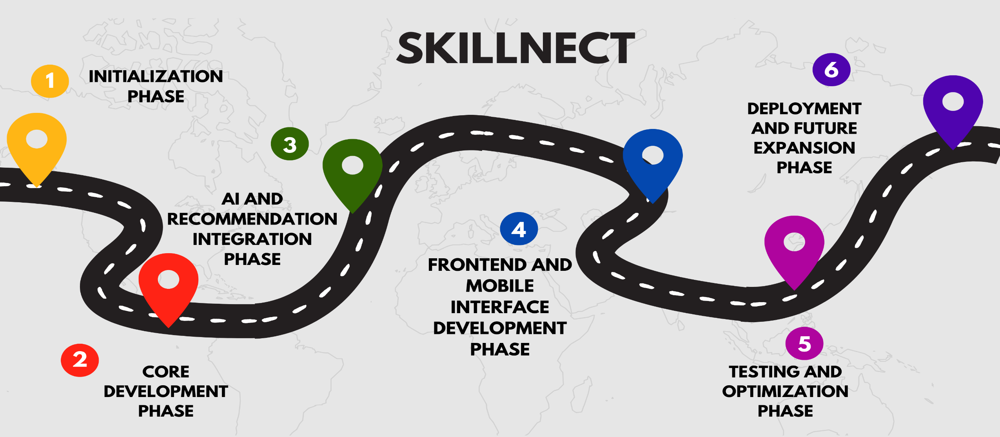 SKILLNECT
1
INITIALIZATION
PHASE
2
CORE
DEVELOPMENT
PHASE
3
AI AND
RECOMMENDATION
INTEGRATION
PHASE
4
FRONTEND AND
MOBILE
INTERFACE
DEVELOPMENT
PHASE
5
TESTING AND
OPTIMIZATION
PHASE
6
DEPLOYMENT
AND FUTURE
EXPANSION
PHASE